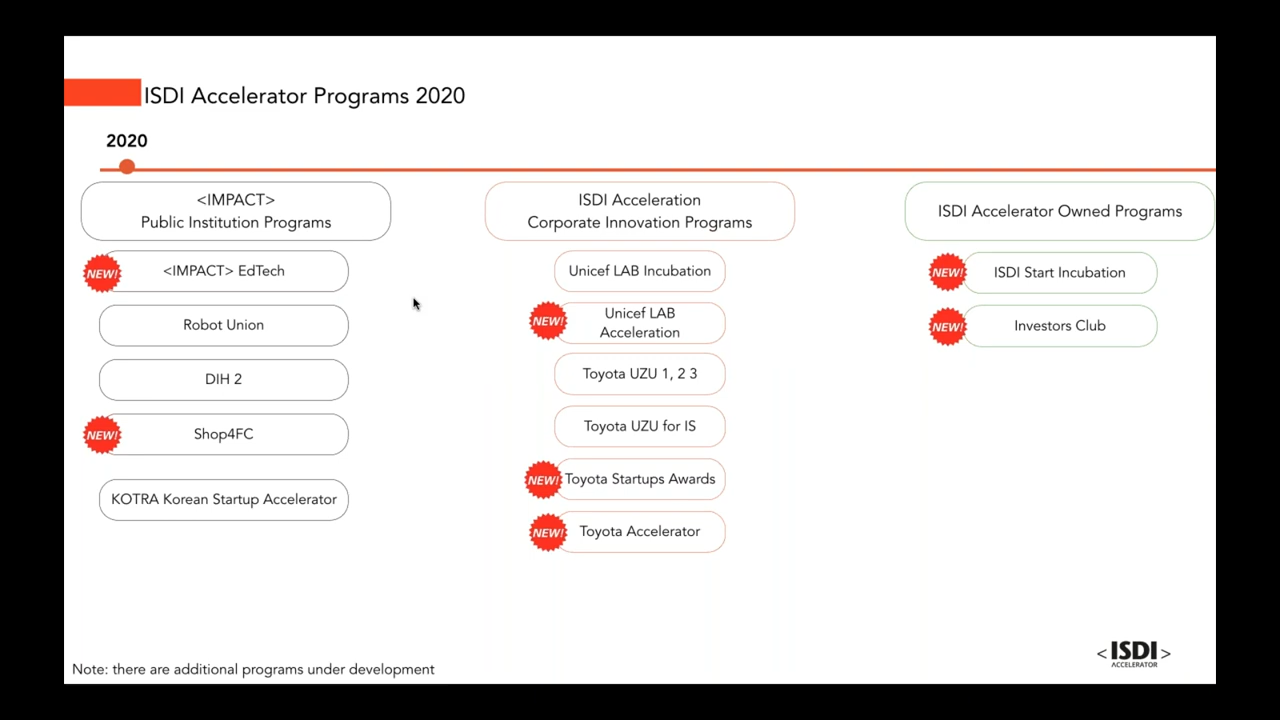 ISDI Accelerator Programs 2020
2020
<IMPACT>
Public Institution Programs
NEW!
<IMPACT> EdTech
Robot Union
DIH 2
NEW!
Shop4FC
KOTRA Korean Startup Accelerator
ISDI Acceleration
Corporate Innovation Programs
Unicef LAB Incubation
NEW!
Unicef LAB
Acceleration
Toyota UZU 1, 2 3
Toyota UZU for IS
NEW!
Toyota Startups Awards
NEW!
Toyota Accelerator
ISDI Accelerator Owned Programs
NEW!
ISDI Start Incubation
NEW!
Investors Club
Note: there are additional programs under development
<ISDI>
ACCELERATOR